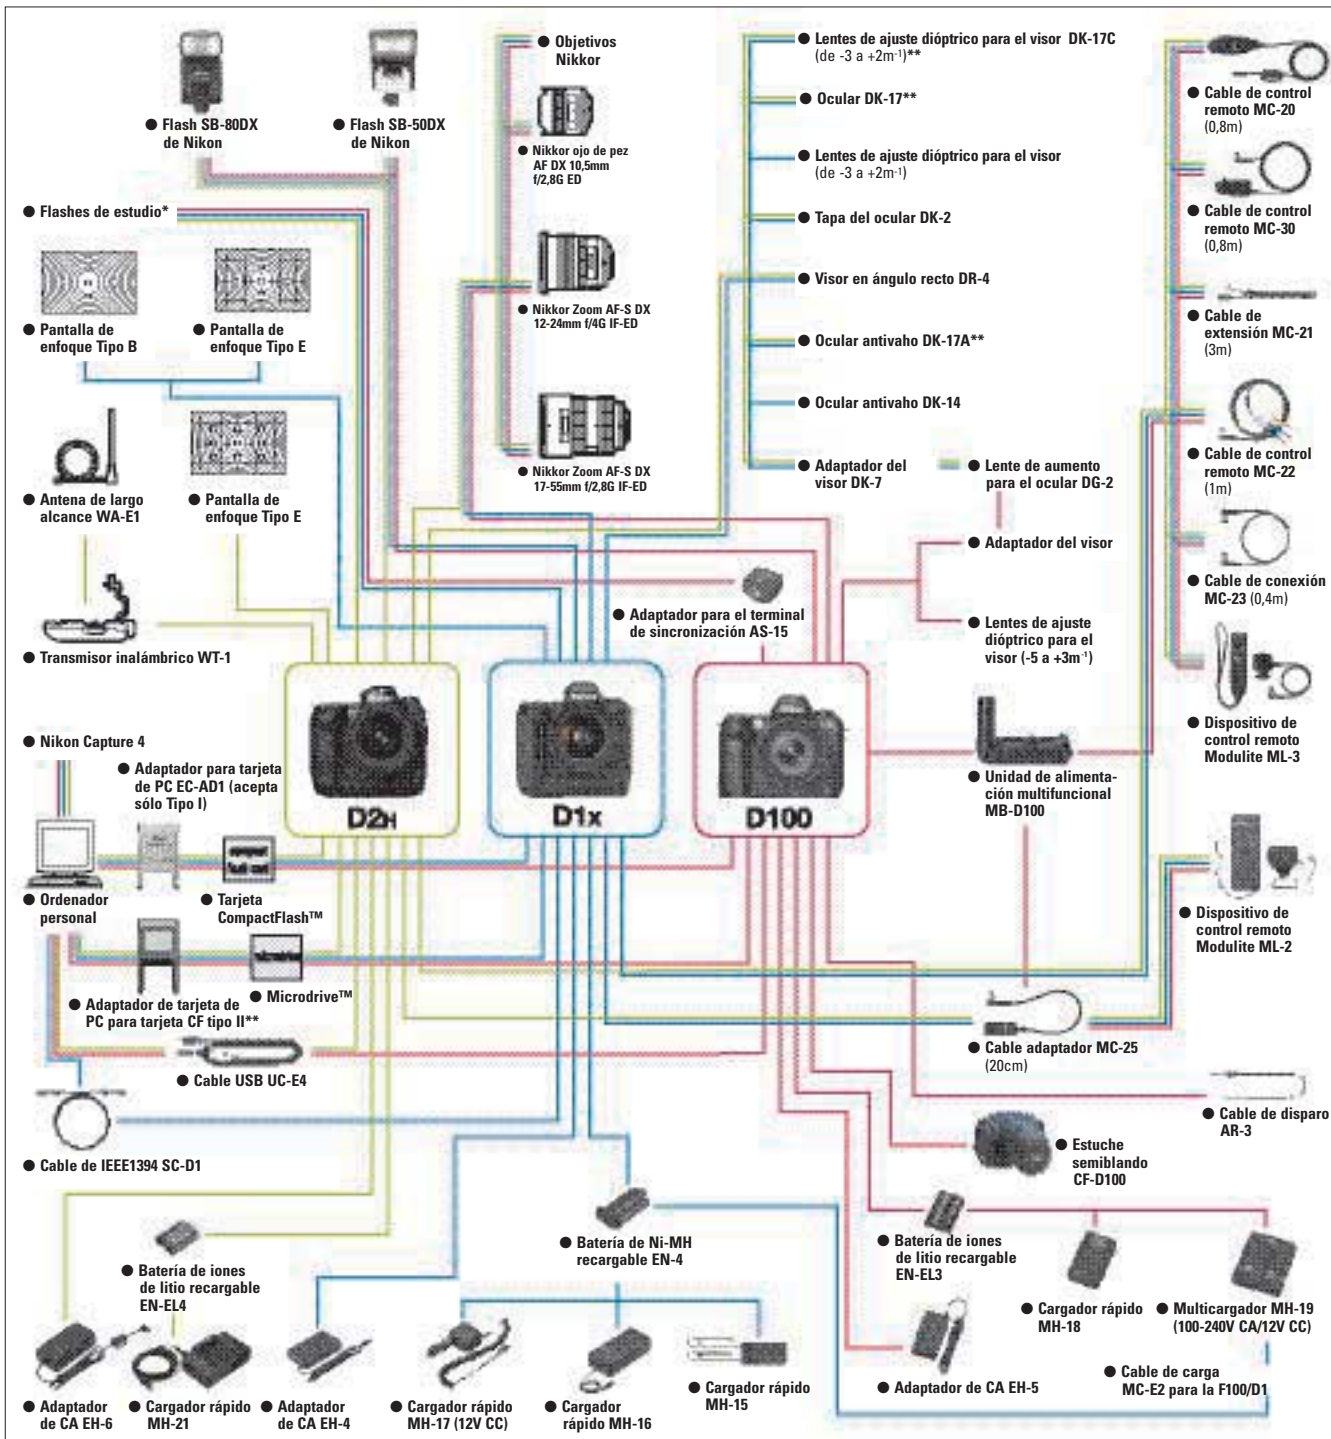 ● Flash SB-80DX
de Nikon
● Flash SB-50DX
de Nikon
● Objetivos
Nikkor
● Nikkor ojo de pez
AF DX 10,5mm
f/2,8G ED
● Nikkor Zoom AF-S DX
12-24mm f/4G IF-ED
● Nikkor Zoom AF-S DX
17-55mm f/2,8G IF-ED
● Lentes de ajuste dióptrico para el visor DK-17C
(de -3 a +2m⁻¹)**
● Ocular DK-17**
● Lentes de ajuste dióptrico para el visor
(de -3 a +2m⁻¹)
● Tapa del ocular DK-2
● Visor en ángulo recto DR-4
● Ocular antivaho DK-17A**
● Ocular antivaho DK-14
● Adaptador del
visor DK-7
● Lente de aumento
para el ocular DG-2
● Adaptador del visor
● Lentes de ajuste
dióptrico para el
visor (-5 a +3m⁻¹)
● Cable de control
remoto MC-20
(0,8m)
● Cable de control
remoto MC-30
(0,8m)
● Cable de
extensión MC-21
(3m)
● Cable de control
remoto MC-22
(1m)
● Cable de conexión
MC-23 (0,4m)
● Dispositivo de
control remoto
Modulite ML-3
● Flashes de estudio*
● Pantalla de
enfoque Tipo B
● Pantalla de
enfoque Tipo E
● Antena de largo
alcance WA-E1
● Pantalla de
enfoque Tipo E
● Transmisor inalámbrico WT-1
● Adaptador para el terminal
de sincronización AS-15
D2H
D1X
D100
● Unidad de alimenta-
ción multifuncional
MB-D100
● Nikon Capture 4
● Adaptador para tarjeta
de PC EC-AD1 (acepta
sólo Tipo I)
● Ordenador
personal
● Tarjeta
CompactFlash™
● Adaptador de tarjeta de
PC para tarjeta CF tipo II**
● Microdrive™
● Cable USB UC-E4
● Cable de IEEE1394 SC-D1
● Dispositivo de
control remoto
Modulite ML-2
● Cable adaptador MC-25
(20cm)
● Cable de disparo
AR-3
● Estuche
semiblando
CF-D100
● Batería de iones
de litio recargable
EN-EL4
● Batería de Ni-MH
recargable EN-4
● Batería de iones
de litio recargable
EN-EL3
● Cargador rápido
MH-18
● Multicargador MH-19
(100-240V CA/12V CC)
● Cable de carga
MC-E2 para la F100/D1
● Adaptador
de CA EH-6
● Cargador rápido
MH-21
● Adaptador
de CA EH-4
● Cargador rápido
MH-17 (12V CC)
● Cargador
rápido MH-16
● Cargador rápido
MH-15
● Adaptador de CA EH-5